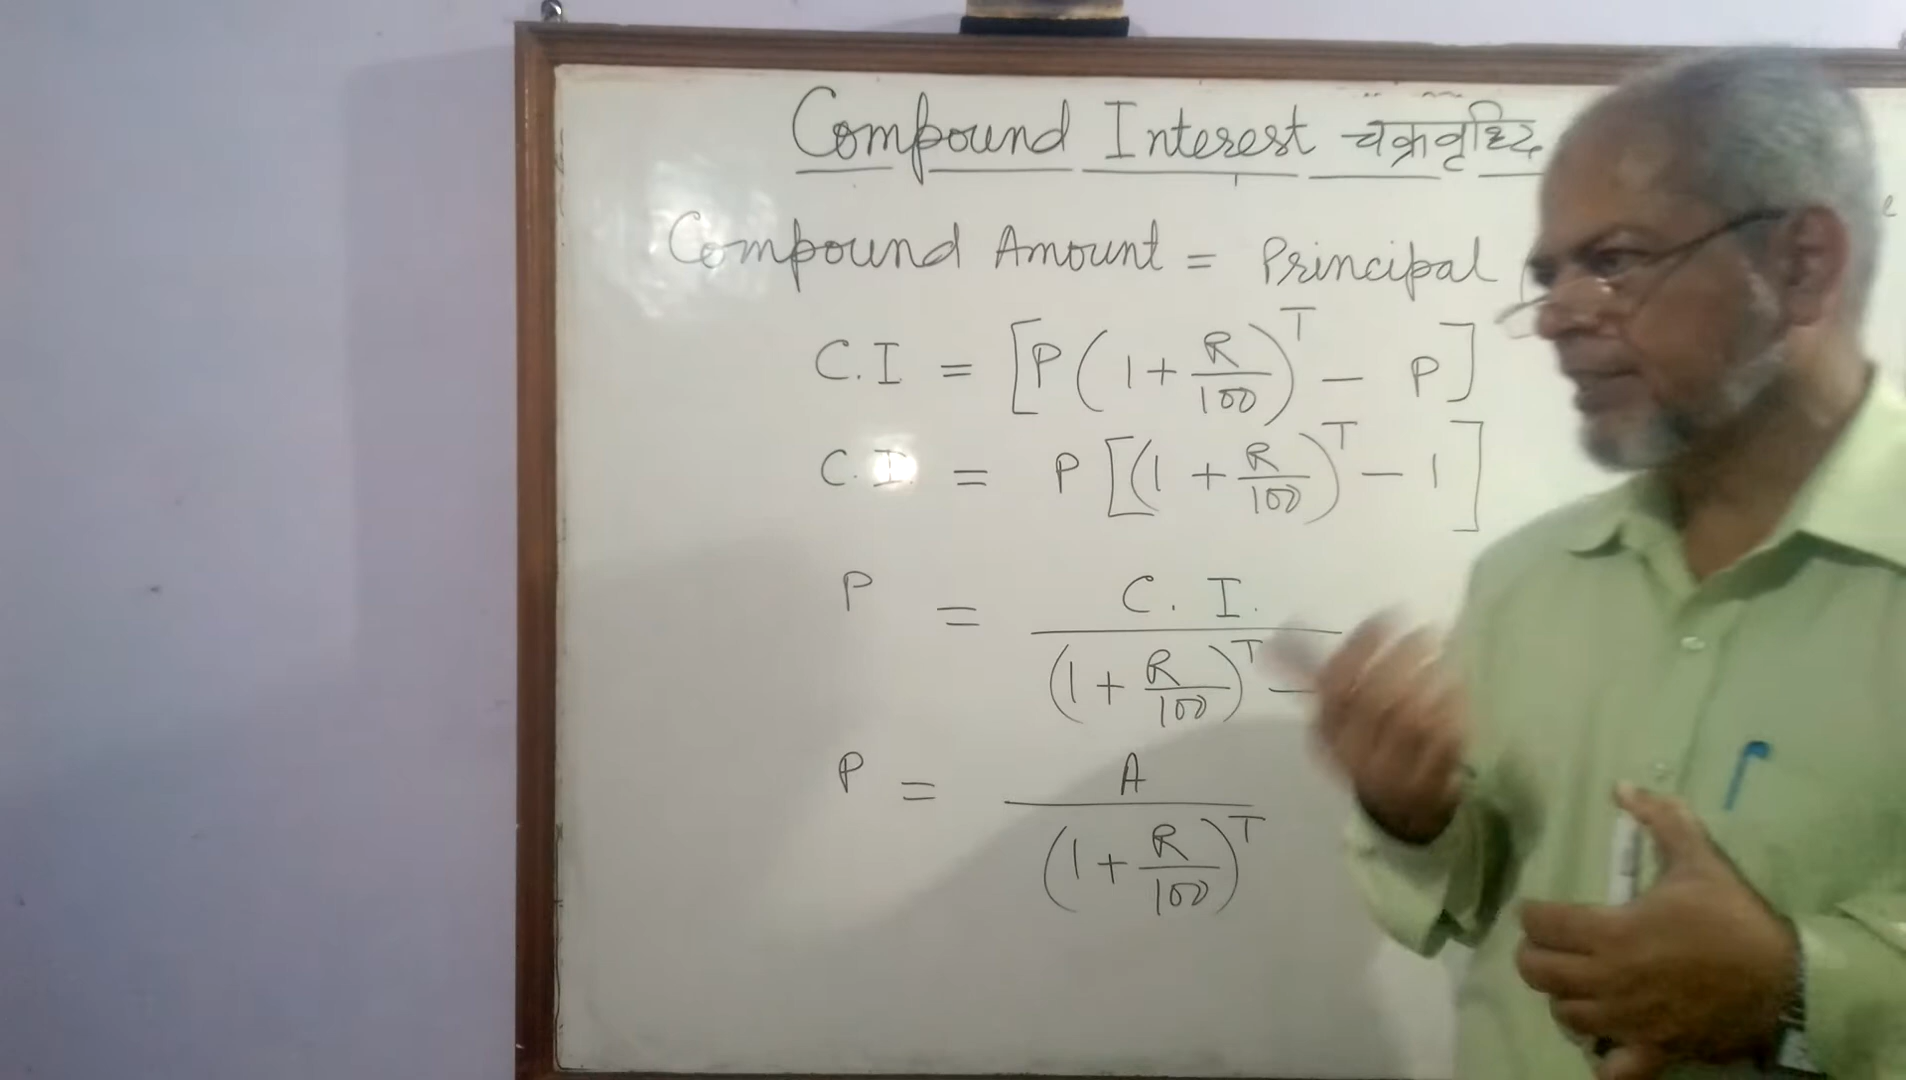 Compound Interest चक्रवृद्धि
Compound Amount = Principal (
C.I = [P(1+R/100)^T - P]
C.I. = P[(1+R/100)^T - 1]
P = C. I. / (1+R/100)^T -
P = A / (1+R/100)^T